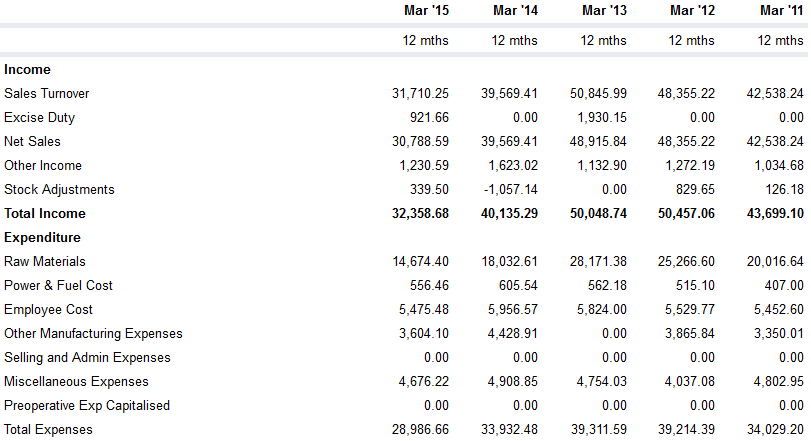 Mar '15 Mar '14 Mar '13 Mar '12 Mar '11
12 mths 12 mths 12 mths 12 mths 12 mths
Income
Sales Turnover 31,710.25 39,569.41 50,845.99 48,355.22 42,538.24
Excise Duty 921.66 0.00 1,930.15 0.00 0.00
Net Sales 30,788.59 39,569.41 48,915.84 48,355.22 42,538.24
Other Income 1,230.59 1,623.02 1,132.90 1,272.19 1,034.68
Stock Adjustments 339.50 -1,057.14 0.00 829.65 126.18
Total Income 32,358.68 40,135.29 50,048.74 50,457.06 43,699.10
Expenditure
Raw Materials 14,674.40 18,032.61 28,171.38 25,266.60 20,016.64
Power & Fuel Cost 556.46 605.54 562.18 515.10 407.00
Employee Cost 5,475.48 5,956.57 5,824.00 5,529.77 5,452.60
Other Manufacturing Expenses 3,604.10 4,428.91 0.00 3,865.84 3,350.01
Selling and Admin Expenses 0.00 0.00 0.00 0.00 0.00
Miscellaneous Expenses 4,676.22 4,908.85 4,754.03 4,037.08 4,802.95
Preoperative Exp Capitalised 0.00 0.00 0.00 0.00 0.00
Total Expenses 28,986.66 33,932.48 39,311.59 39,214.39 34,029.20